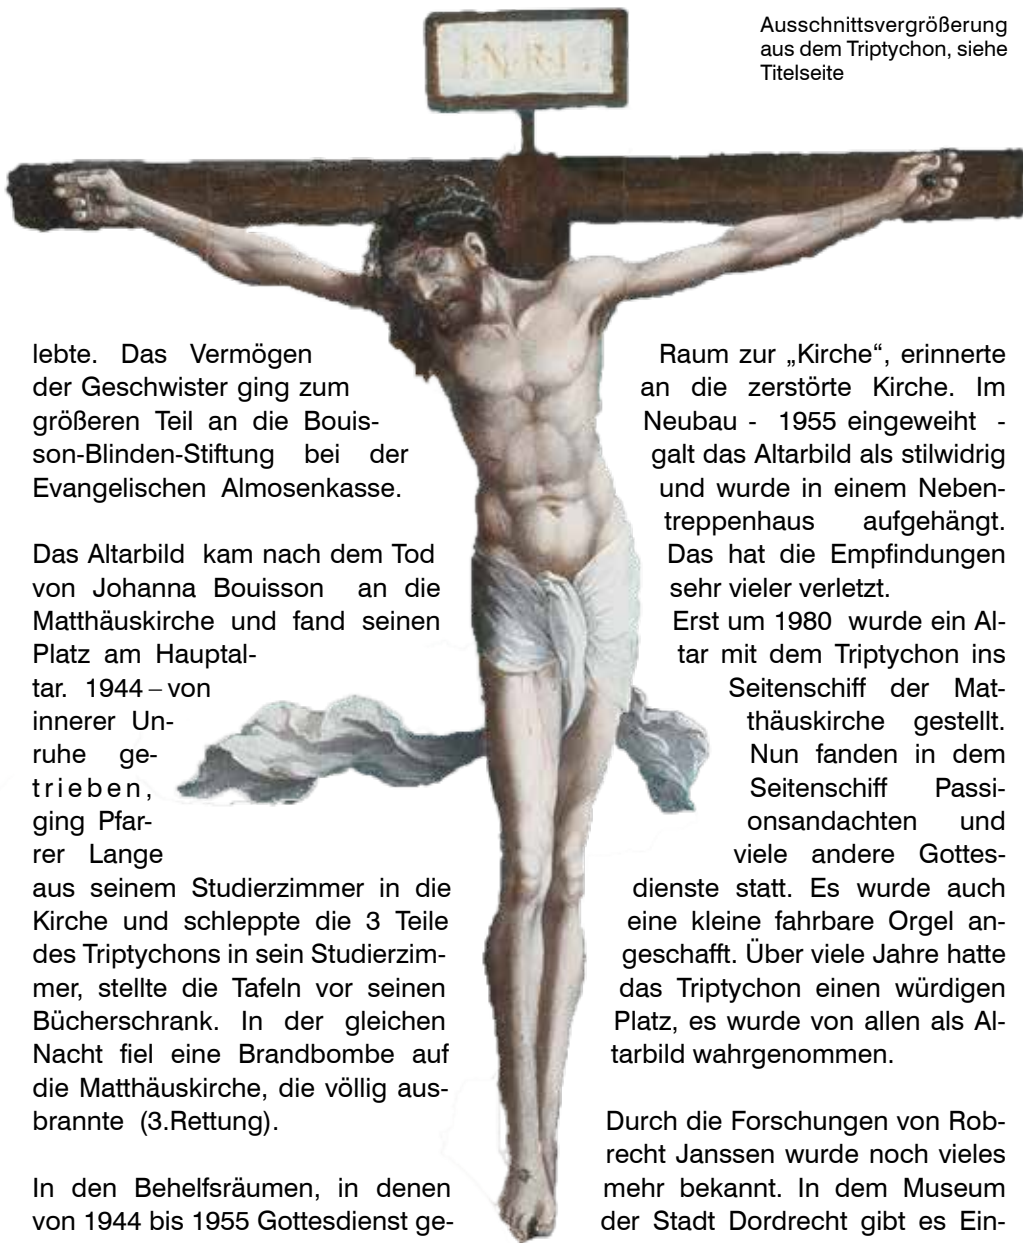 Ausschnittsvergrößerung
aus dem Triptychon, siehe
Titelseite
I·N·R·I·
lebte. Das Vermögen
der Geschwister ging zum
größeren Teil an die Bouis-
son-Blinden-Stiftung bei der
Evangelischen Almosenkasse.
Das Altarbild kam nach dem Tod
von Johanna Bouisson an die
Matthäuskirche und fand seinen
Platz am Hauptal-
tar. 1944 – von
innerer Un-
ruhe ge-
trieben,
ging Pfar-
rer Lange
aus seinem Studierzimmer in die
Kirche und schleppte die 3 Teile
des Triptychons in sein Studierzim-
mer, stellte die Tafeln vor seinen
Bücherschrank. In der gleichen
Nacht fiel eine Brandbombe auf
die Matthäuskirche, die völlig aus-
brannte (3.Rettung).
In den Behelfsräumen, in denen
von 1944 bis 1955 Gottesdienst ge-
Raum zur „Kirche“, erinnerte
an die zerstörte Kirche. Im
Neubau - 1955 eingeweiht -
galt das Altarbild als stilwidrig
und wurde in einem Neben-
treppenhaus aufgehängt.
Das hat die Empfindungen
sehr vieler verletzt.
Erst um 1980 wurde ein Al-
tar mit dem Triptychon ins
Seitenschiff der Mat-
thäuskirche gestellt.
Nun fanden in dem
Seitenschiff Passi-
onsandachten und
viele andere Gottes-
dienste statt. Es wurde auch
eine kleine fahrbare Orgel an-
geschafft. Über viele Jahre hatte
das Triptychon einen würdigen
Platz, es wurde von allen als Al-
tarbild wahrgenommen.
Durch die Forschungen von Rob-
recht Janssen wurde noch vieles
mehr bekannt. In dem Museum
der Stadt Dordrecht gibt es Ein-